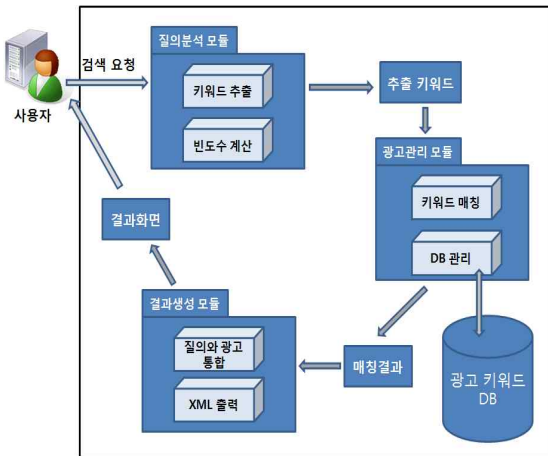 질의분석 모듈
검색 요청
키워드 추출
추출 키워드
사용자
빈도수 계산
광고관리 모듈
키워드 매칭
결과화면
DB 관리
결과생성 모듈
질의와 광고
통합
매칭결과
광고 키워드
DB
XML 출력